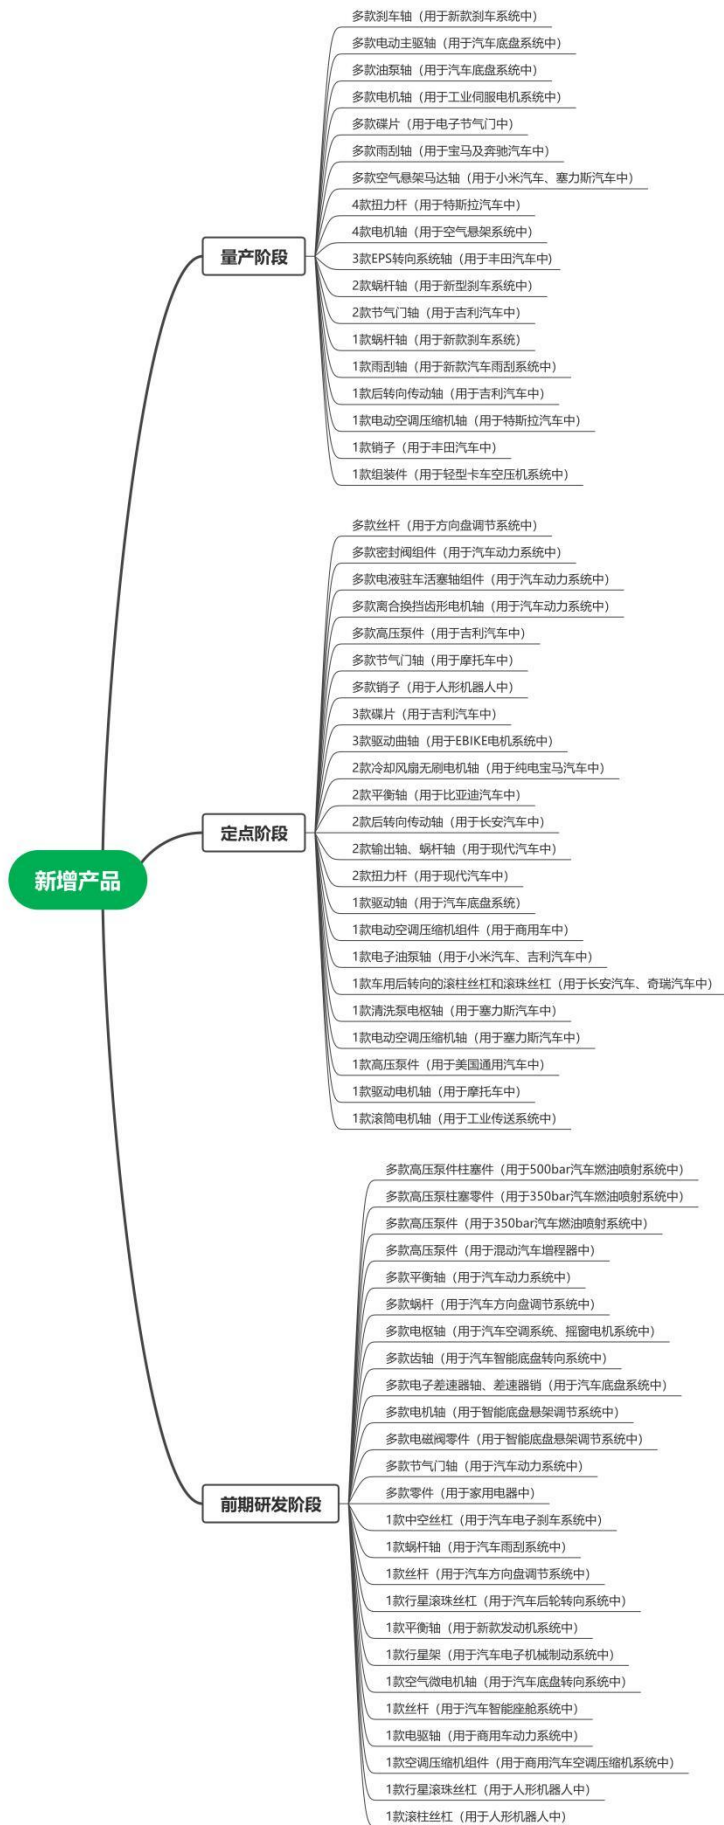 新增产品
量产阶段
多款刹车轴（用于新款刹车系统中）
多款电动主驱轴（用于汽车底盘系统中）
多款油泵轴（用于汽车底盘系统中）
多款电机轴（用于工业伺服电机系统中）
多款碟片（用于电子节气门中）
多款雨刮轴（用于宝马及奔驰汽车中）
多款空气悬架马达轴（用于小米汽车、塞力斯汽车中）
4款扭力杆（用于特斯拉汽车中）
4款电机轴（用于空气悬架系统中）
3款EPS转向系统轴（用于丰田汽车中)
2款蜗杆轴（用于新型刹车系统中）
2款节气门轴（用于吉利汽车中）
1款蜗杆轴（用于新款刹车系统）
1款雨刮轴（用于新款汽车雨刮系统中）
1款后转向传动轴（用于吉利汽车中）
1款电动空调压缩机轴（用于特斯拉汽车中）
1款销子（用于丰田汽车中）
1款组装件（用于轻型卡车空压机系统中）
定点阶段
多款丝杆（用于方向盘调节系统中）
多款密封阀组件（用于汽车动力系统中）
多款电液驻车活塞轴组件（用于汽车动力系统中）
多款离合换挡齿形电机轴（用于汽车动力系统中）
多款高压泵件（用于吉利汽车中）
多款节气门轴（用于摩托车中）
多款销子（用于人形机器人中）
3款碟片（用于吉利汽车中）
3款驱动曲轴（用于EBIKE电机系统中）
2款冷却风扇无刷电机轴（用于纯电宝马汽车中）
2款平衡轴（用于比亚迪汽车中）
2款后转向传动轴（用于长安汽车中）
2款输出轴、蜗杆轴（用于现代汽车中）
2款扭力杆（用于现代汽车中）
1款驱动轴（用于汽车底盘系统）
1款电动空调压缩机组件（用于商用车中）
1款电子油泵轴（用于小米汽车、吉利汽车中）
1款车用后转向的滚柱丝杠和滚珠丝杠（用于长安汽车、奇瑞汽车中）
1款清洗泵电枢轴（用于塞力斯汽车中）
1款电动空调压缩机轴（用于塞力斯汽车中）
1款高压泵件（用于美国通用汽车中）
1款驱动电机轴（用于摩托车中）
1款滚筒电机轴（用于工业传送系统中）
前期研发阶段
多款高压泵件柱塞件（用于500bar汽车燃油喷射系统中）
多款高压泵柱塞零件（用于350bar汽车燃油喷射系统中）
多款高压泵件（用于350bar汽车燃油喷射系统中）
多款高压泵件（用于混动汽车增程器中）
多款平衡轴（用于汽车动力系统中）
多款蜗杆（用于汽车方向盘调节系统中）
多款电枢轴（用于汽车空调系统、摇窗电机系统中）
多款齿轴（用于汽车智能底盘转向系统中）
多款电子差速器轴、差速器销（用于汽车底盘系统中）
多款电机轴（用于智能底盘悬架调节系统中）
多款电磁阀零件（用于智能底盘悬架调节系统中）
多款节气门轴（用于汽车动力系统中）
多款零件（用于家用电器中）
1款中空丝杠（用于汽车电子刹车系统中）
1款蜗杆轴（用于汽车雨刮系统中）
1款丝杆（用于汽车方向盘调节系统中）
1款行星滚珠丝杠（用于汽车后轮转向系统中）
1款平衡轴（用于新款发动机系统中）
1款行星架（用于汽车电子机械制动系统中）
1款空气微电机轴（用于汽车底盘转向系统中）
1款丝杆（用于汽车智能座舱系统中）
1款电驱轴（用于商用车动力系统中）
1款空调压缩机组件（用于商用汽车空调压缩机系统中）
1款行星滚珠丝杠（用于人形机器人中）
1款滚柱丝杠（用于人形机器人中）